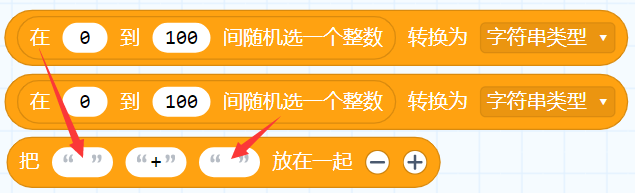 在 0 到 100 间随机选一个整数 转换为 字符串类型
在 0 到 100 间随机选一个整数 转换为 字符串类型
把 “ ” “+” “ ” 放在一起 − +